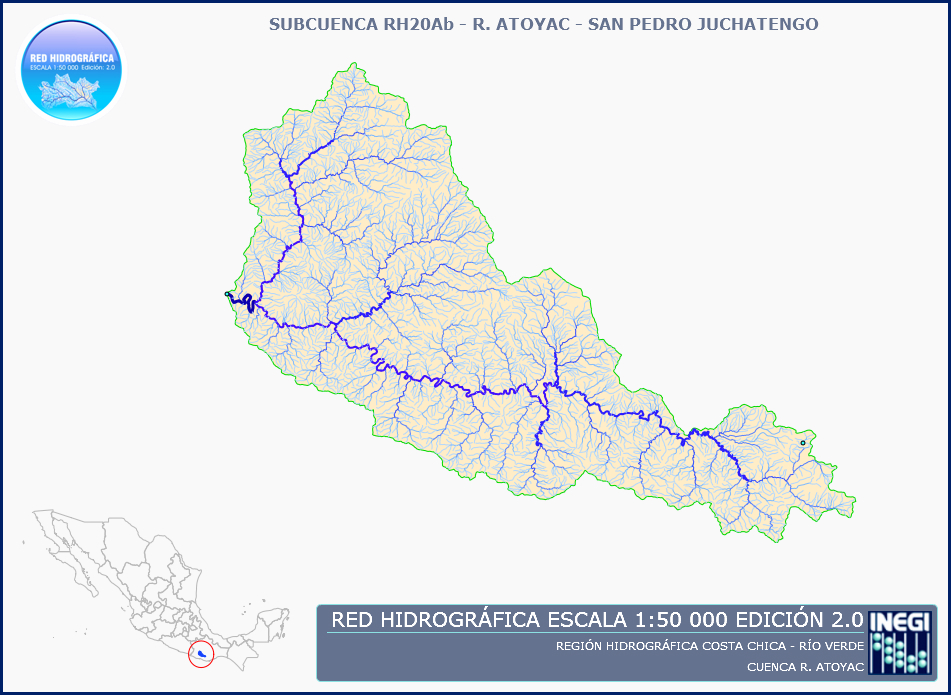 SUBCUENCA RH20Ab - R. ATOYAC - SAN PEDRO JUCHATENGO
RED HIDROGRÁFICA
ESCALA 1:50 000 Edición: 2.0
RED HIDROGRÁFICA ESCALA 1:50 000 EDICIÓN 2.0
REGIÓN HIDROGRÁFICA COSTA CHICA - RÍO VERDE
CUENCA R. ATOYAC
INEGI